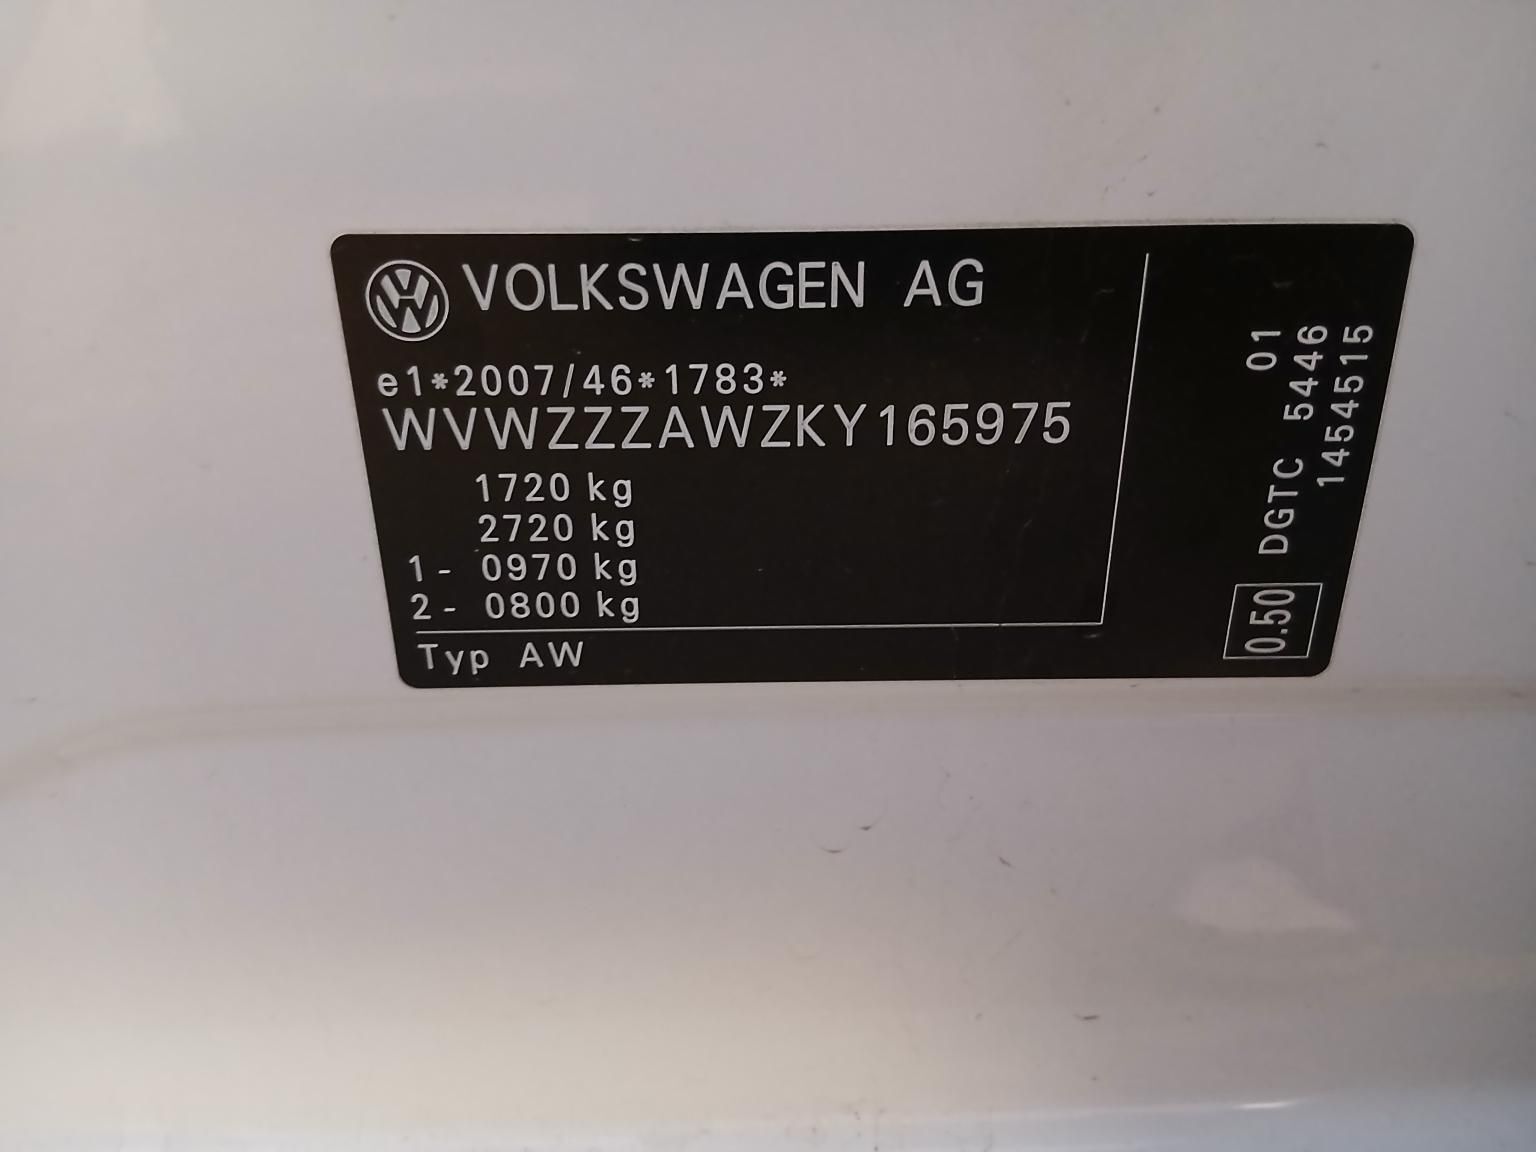 VOLKSWAGEN AG
e1*2007/46*1783*
WVWZZZAWZKY165975
1720 kg
2720 kg
1- 0970 kg
2- 0800 kg
Typ AW
0.50
01
DGTC 5446
1454515